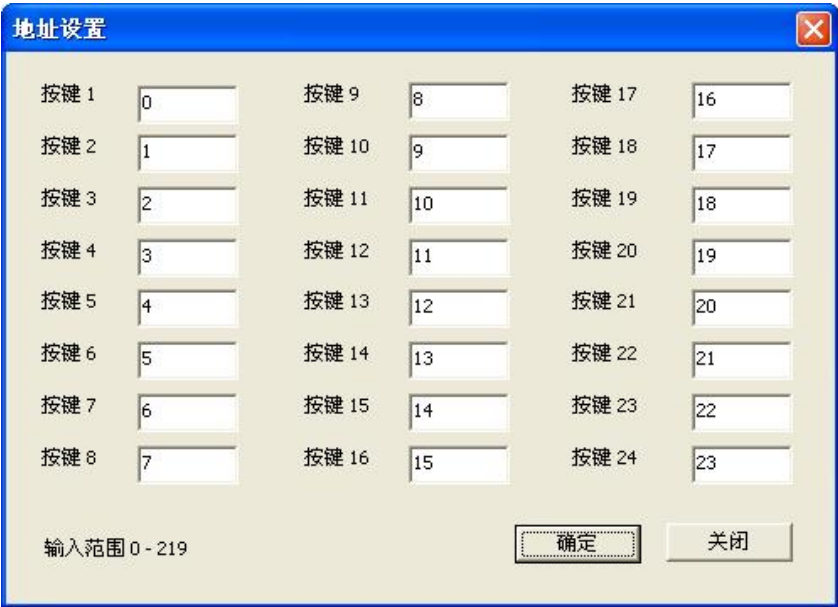 地址设置
按键 1 0 按键 9 8 按键 17 16
按键 2 1 按键 10 9 按键 18 17
按键 3 2 按键 11 10 按键 19 18
按键 4 3 按键 12 11 按键 20 19
按键 5 4 按键 13 12 按键 21 20
按键 6 5 按键 14 13 按键 22 21
按键 7 6 按键 15 14 按键 23 22
按键 8 7 按键 16 15 按键 24 23
输入范围 0 - 219 确定 关闭